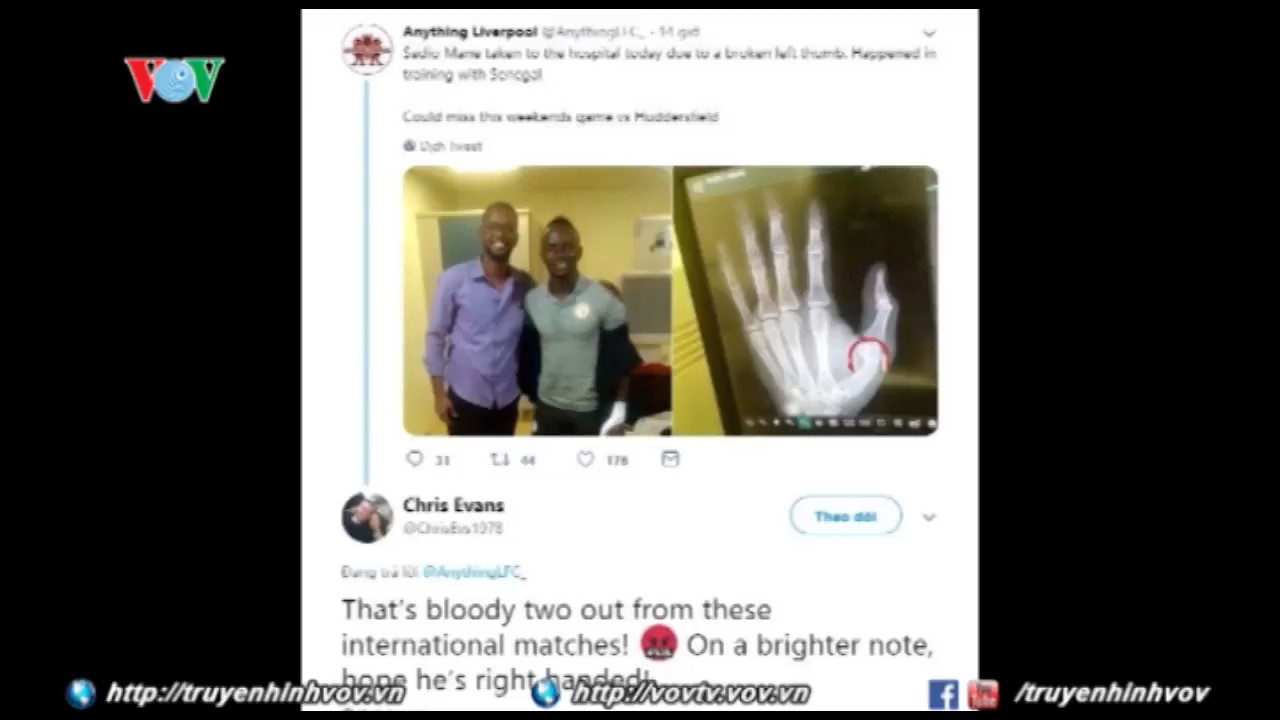 VOV
Anything Liverpool @AnythingLFC_ - 14 giờ
Sadio Mane taken to the hospital today due to a broken left thumb. Happened in
training with Senegal
Could miss this weekends game vs Huddersfield
Dịch Tweet
31 44 176
Chris Evans
@ChrisEvs1978
Theo dõi
Đang trả lời @AnythingLFC_
That's bloody two out from these
international matches! On a brighter note,
hope he's right handed!
http://truyenhinhvov.vn http://vovtv.vov.vn /truyenhinhvov